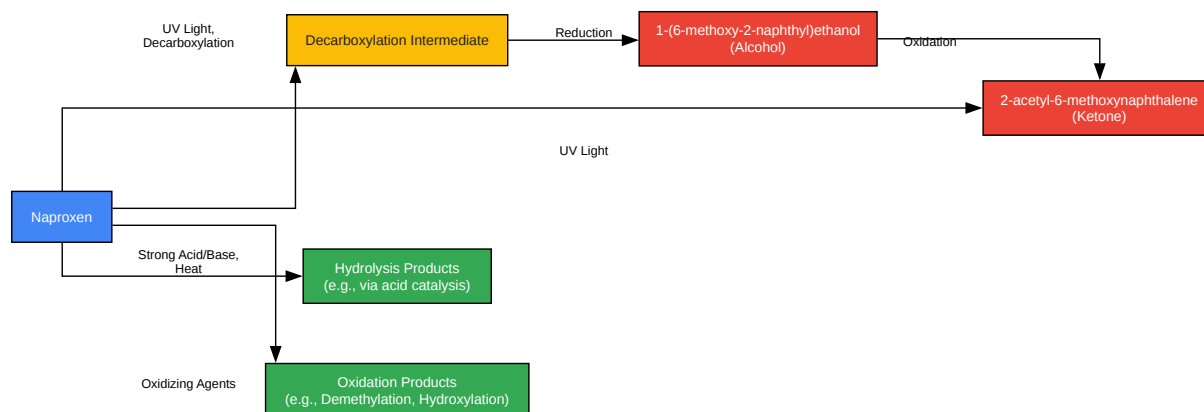 UV Light,
Decarboxylation
Decarboxylation Intermediate
Reduction
1-(6-methoxy-2-naphthyl)ethanol
(Alcohol)
Oxidation
2-acetyl-6-methoxynaphthalene
(Ketone)
UV Light
Naproxen
Strong Acid/Base,
Heat
Hydrolysis Products
(e.g., via acid catalysis)
Oxidizing Agents
Oxidation Products
(e.g., Demethylation, Hydroxylation)